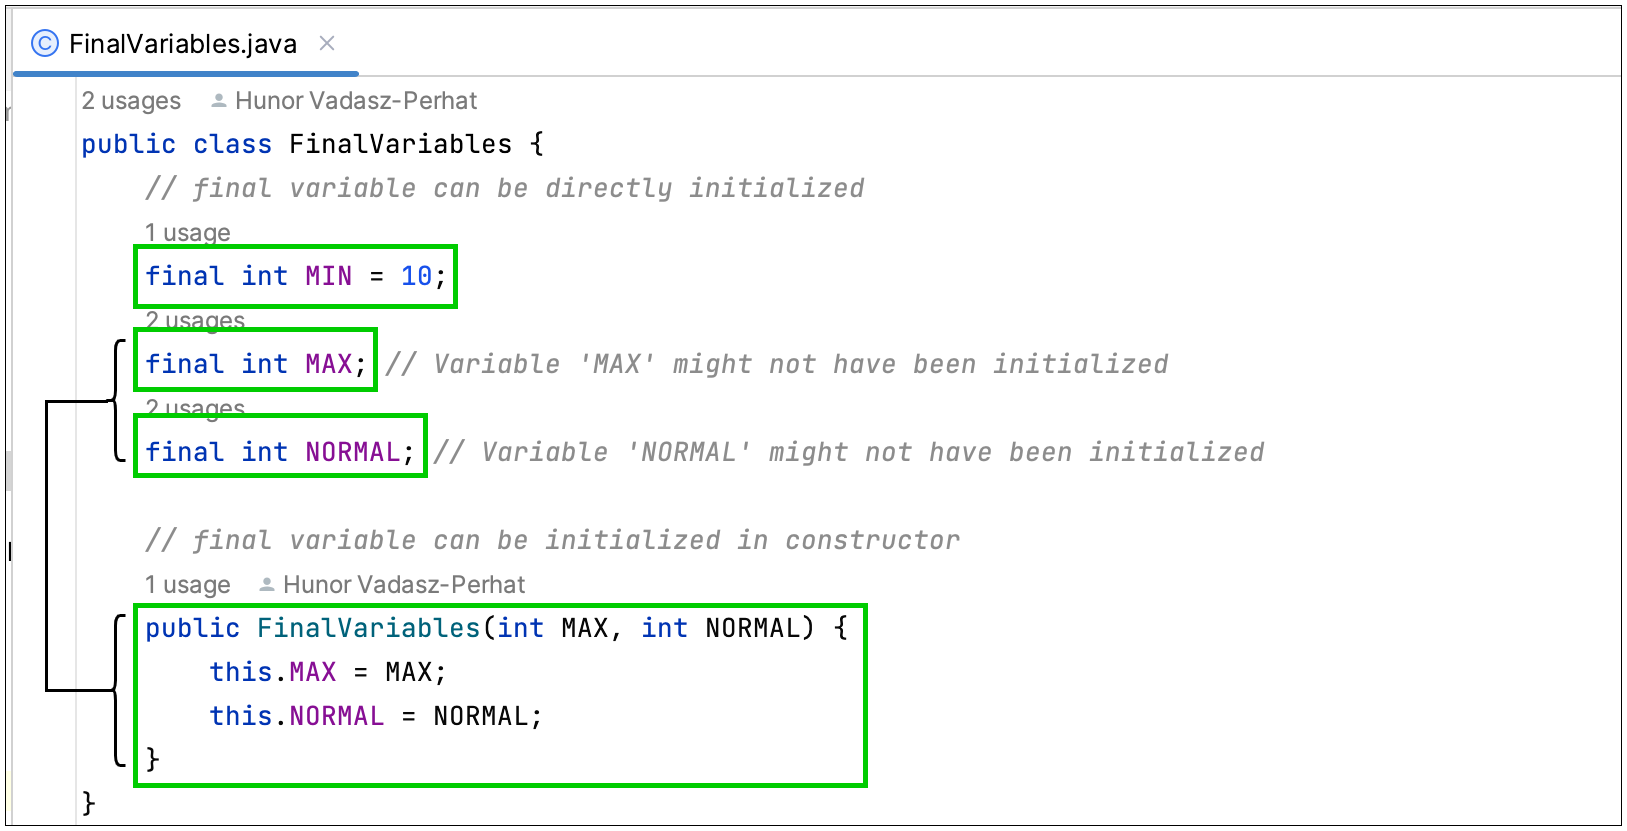 FinalVariables.java
2 usages Hunor Vadasz-Perhat
public class FinalVariables {
// final variable can be directly initialized
1 usage
final int MIN = 10;
2 usages
final int MAX; // Variable 'MAX' might not have been initialized
2 usages
final int NORMAL; // Variable 'NORMAL' might not have been initialized
// final variable can be initialized in constructor
1 usage Hunor Vadasz-Perhat
public FinalVariables(int MAX, int NORMAL) {
this.MAX = MAX;
this.NORMAL = NORMAL;
}
}